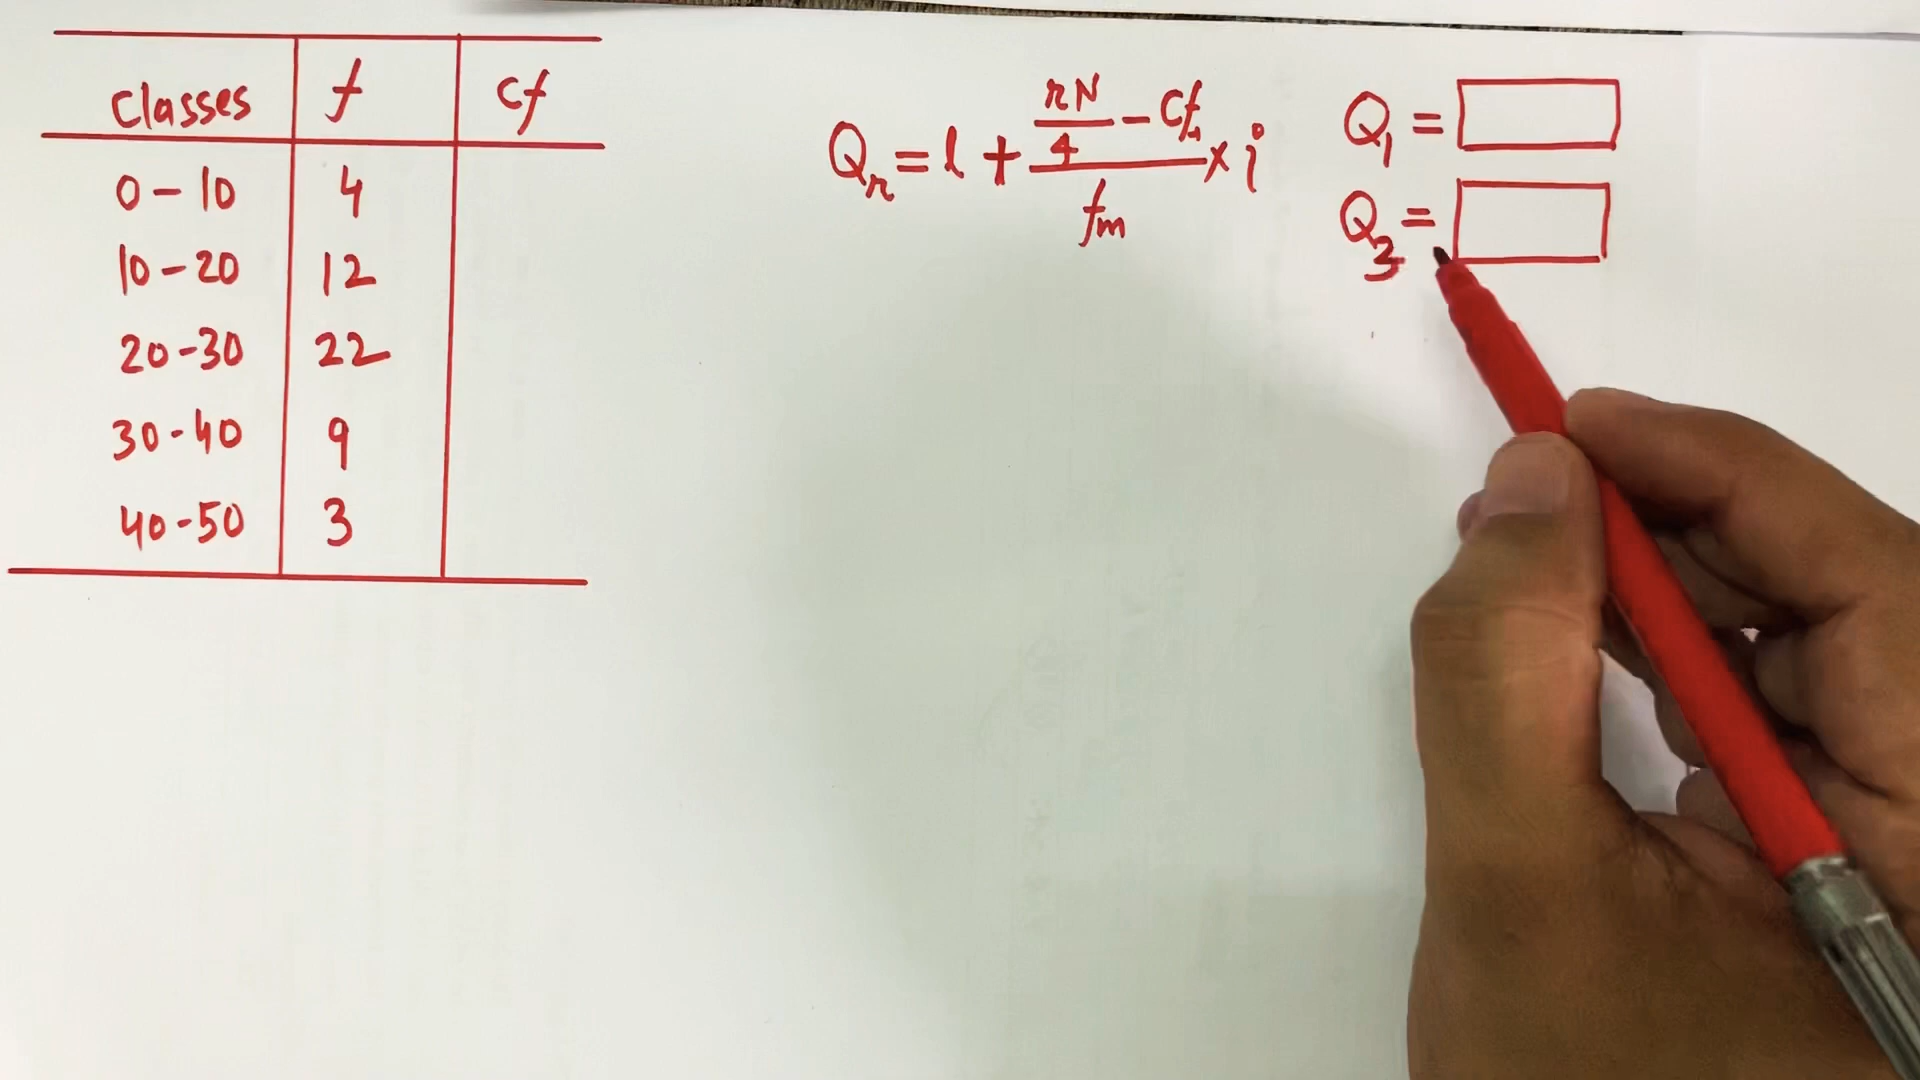 Classes f Cf
0-10 4
10-20 12
20-30 22
30-40 9
40-50 3
Qr = l + (rN/4 - Cf)/fm × i
Q1 =
Q3 =